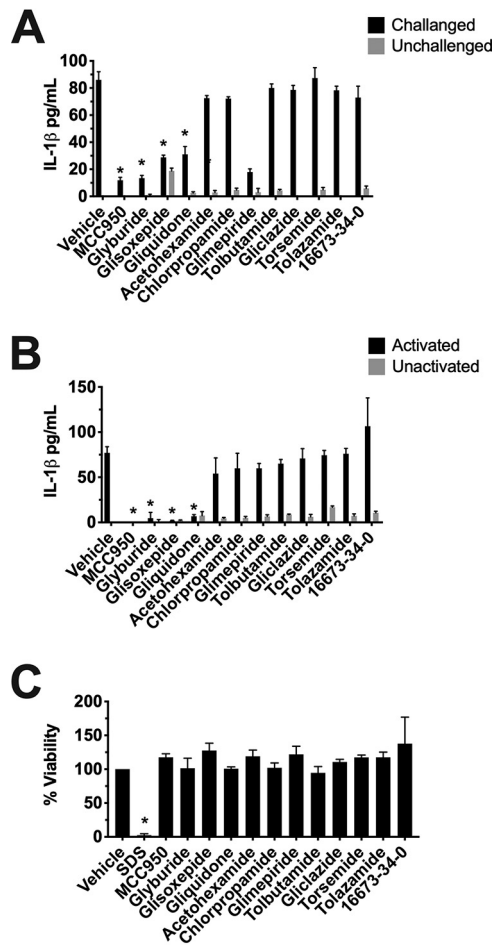 A
Challanged
Unchallenged
IL-1β pg/mL
100
80
60
40
20
0
* * * *
Vehicle
MCC950
Glyburide
Glisoxepide
Gliquidone
Acetohexamide
Chlorpropamide
Glimepiride
Tolbutamide
Gliclazide
Torsemide
Tolazamide
16673-34-0
B
Activated
Unactivated
IL-1β pg/mL
150
100
50
0
* * * *
Vehicle
MCC950
Glyburide
Glisoxepide
Gliquidone
Acetohexamide
Chlorpropamide
Glimepiride
Tolbutamide
Gliclazide
Torsemide
Tolazamide
16673-34-0
C
% Viability
200
150
100
50
0
*
Vehicle
SDS
MCC950
Glyburide
Glisoxepide
Gliquidone
Acetohexamide
Chlorpropamide
Glimepiride
Tolbutamide
Gliclazide
Torsemide
Tolazamide
16673-34-0